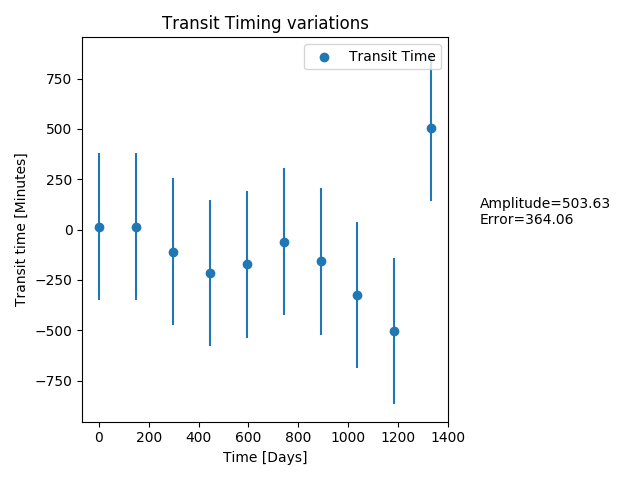 Transit Timing variations
Transit Time
Transit time [Minutes]
750
500
250
0
−250
−500
−750
0 200 400 600 800 1000 1200 1400
Time [Days]
Amplitude=503.63
Error=364.06